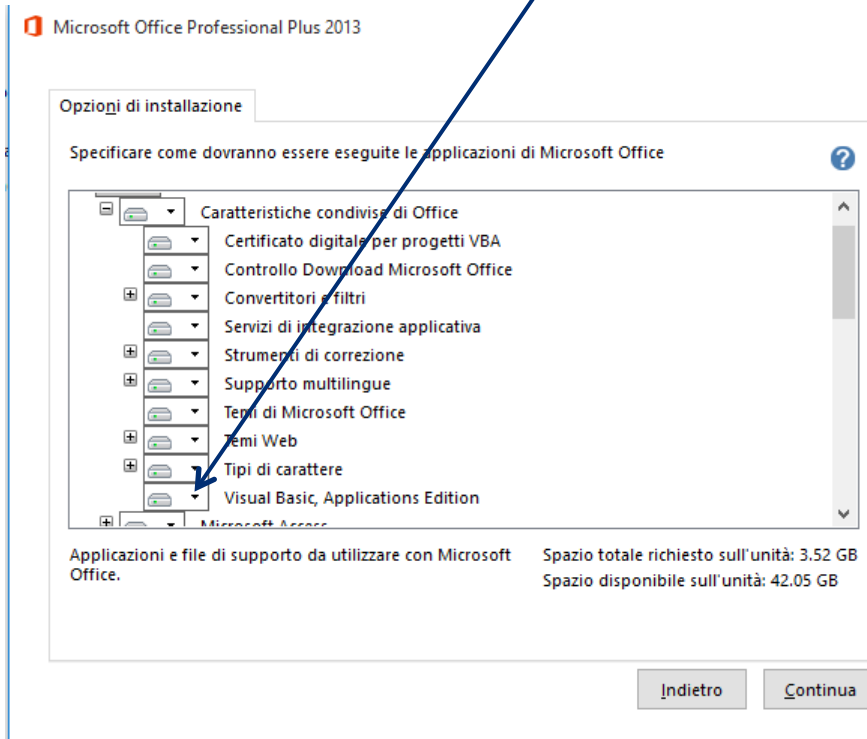 Microsoft Office Professional Plus 2013
Opzioni di installazione
Specificare come dovranno essere eseguite le applicazioni di Microsoft Office
Caratteristiche condivise di Office
Certificato digitale per progetti VBA
Controllo Download Microsoft Office
Convertitori e filtri
Servizi di integrazione applicativa
Strumenti di correzione
Supporto multilingue
Temi di Microsoft Office
Temi Web
Tipi di carattere
Visual Basic, Applications Edition
Microsoft Access
Applicazioni e file di supporto da utilizzare con Microsoft
Office.
Spazio totale richiesto sull'unità: 3.52 GB
Spazio disponibile sull'unità: 42.05 GB
Indietro
Continua